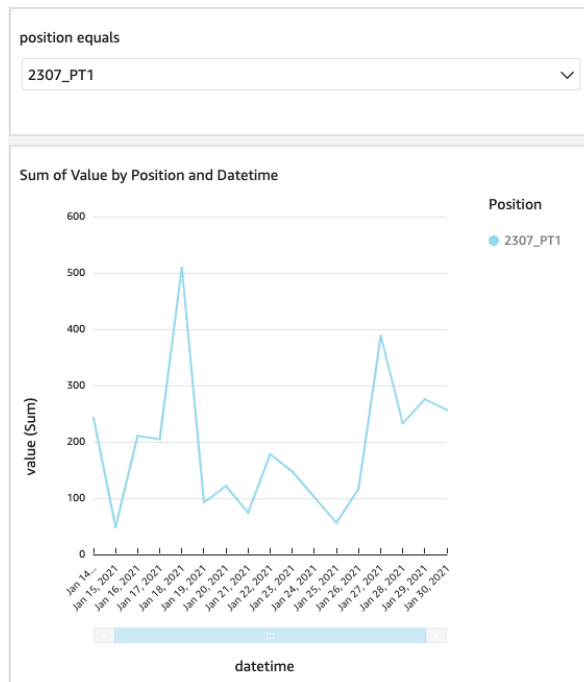 position equals
2307_PT1
Sum of Value by Position and Datetime
Position
2307_PT1
600
500
400
300
200
100
0
value (Sum)
Jan 14...
Jan 15, 2021
Jan 16, 2021
Jan 17, 2021
Jan 18, 2021
Jan 19, 2021
Jan 20, 2021
Jan 21, 2021
Jan 22, 2021
Jan 23, 2021
Jan 24, 2021
Jan 25, 2021
Jan 26, 2021
Jan 27, 2021
Jan 28, 2021
Jan 29, 2021
Jan 30, 2021
datetime